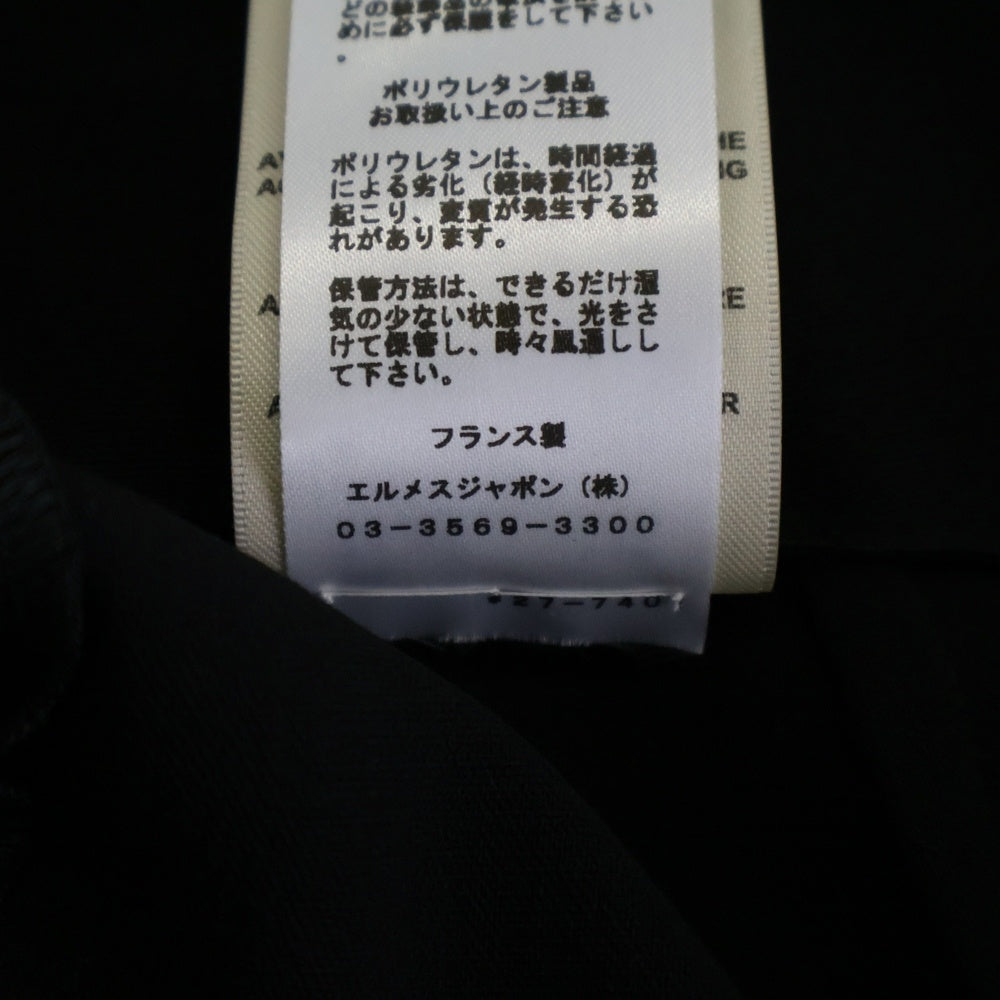 めに必ず保護をして下さい
。
ポリウレタン製品
お取扱い上のご注意
ポリウレタンは、時間経過
による劣化（経時変化）が
起こり、変質が発生する恐
れがあります。
保管方法は、できるだけ湿
気の少ない状態で、光をさ
けて保管し、時々風通しし
て下さい。
フランス製
エルメスジャポン（株）
03-3569-3300
*27-740